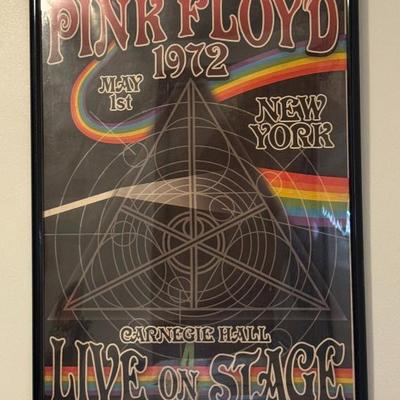 PINK FLOYD
1972
MAY
1st
NEW
YORK
CARNEGIE HALL
LIVE ON STAGE